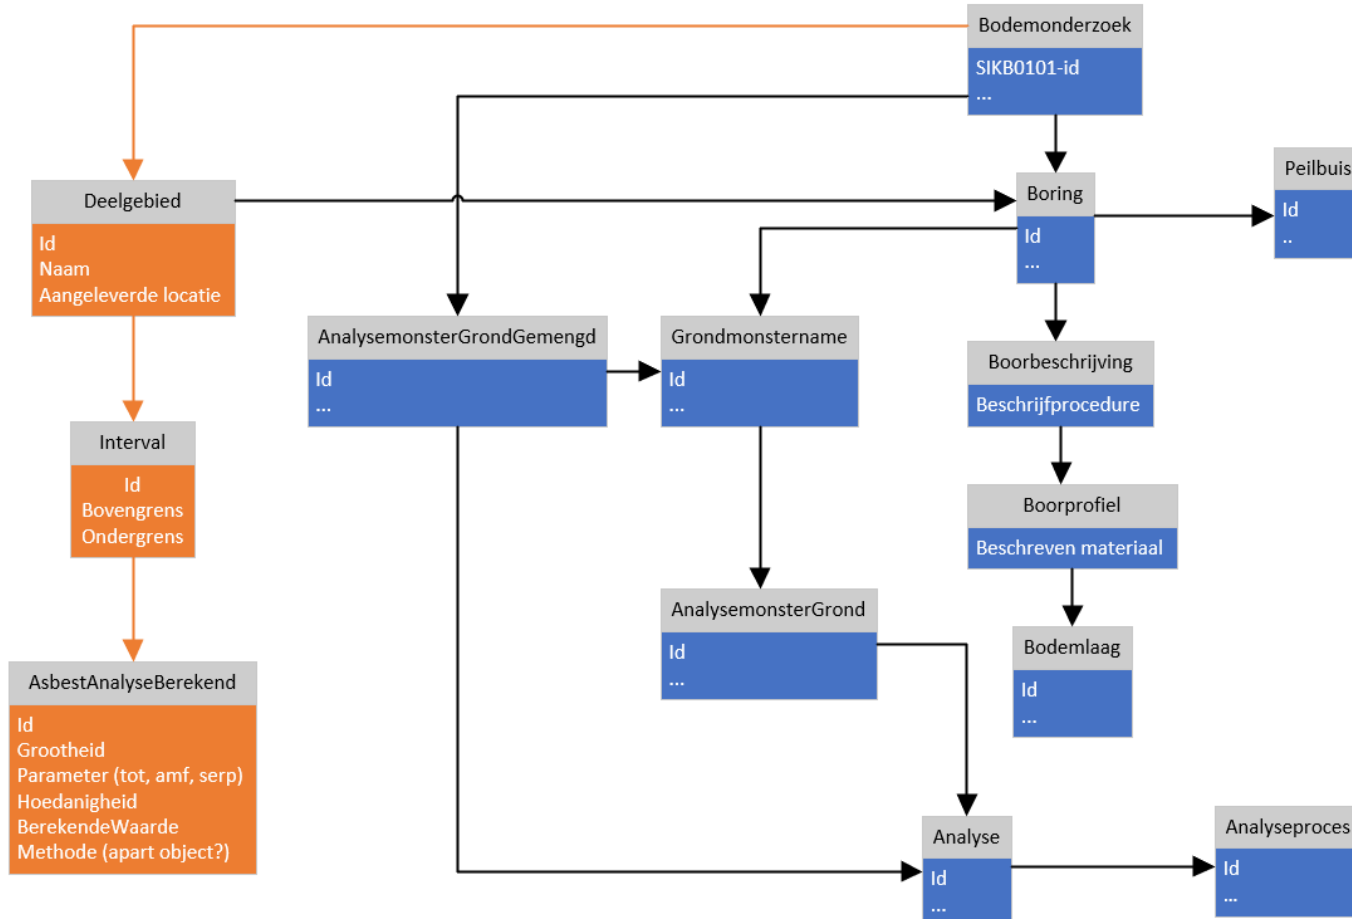 Bodemonderzoek
SIKB0101-id
...
Deelgebied
Id
Naam
Aangeleverde locatie
Boring
Id
...
Peilbuis
Id
..
AnalysemonsterGrondGemengd
Id
...
Grondmonstername
Id
...
Boorbeschrijving
Beschrijfprocedure
Interval
Id
Bovengrens
Ondergrens
Boorprofiel
Beschreven materiaal
AnalysemonsterGrond
Id
...
Bodemlaag
Id
...
AsbestAnalyseBerekend
Id
Grootheid
Parameter (tot, amf, serp)
Hoedanigheid
BerekendeWaarde
Methode (apart object?)
Analyse
Id
...
Analyseproces
Id
...